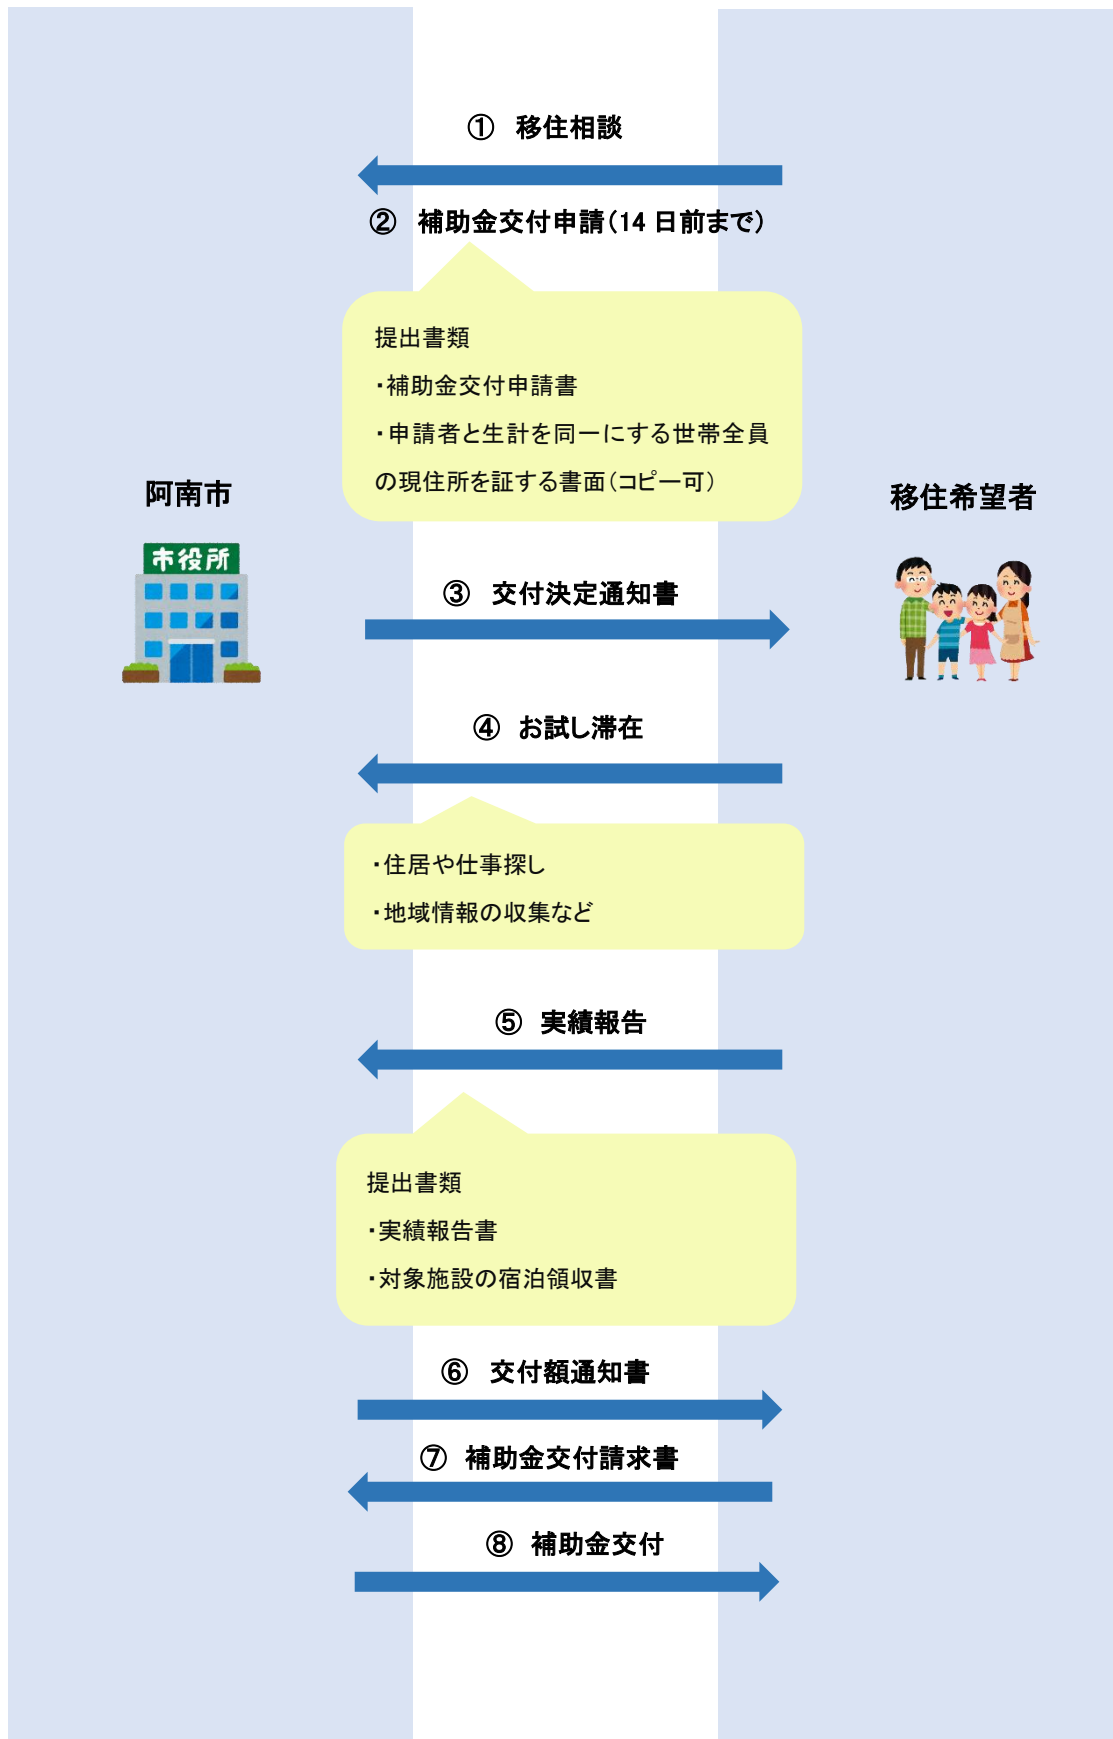 ① 移住相談
② 補助金交付申請(14日前まで)
提出書類
・補助金交付申請書
・申請者と生計を同一にする世帯全員
の現住所を証する書面(コピー可)
阿南市
市役所
移住希望者
③ 交付決定通知書
④ お試し滞在
・住居や仕事探し
・地域情報の収集など
⑤ 実績報告
提出書類
・実績報告書
・対象施設の宿泊領収書
⑥ 交付額通知書
⑦ 補助金交付請求書
⑧ 補助金交付